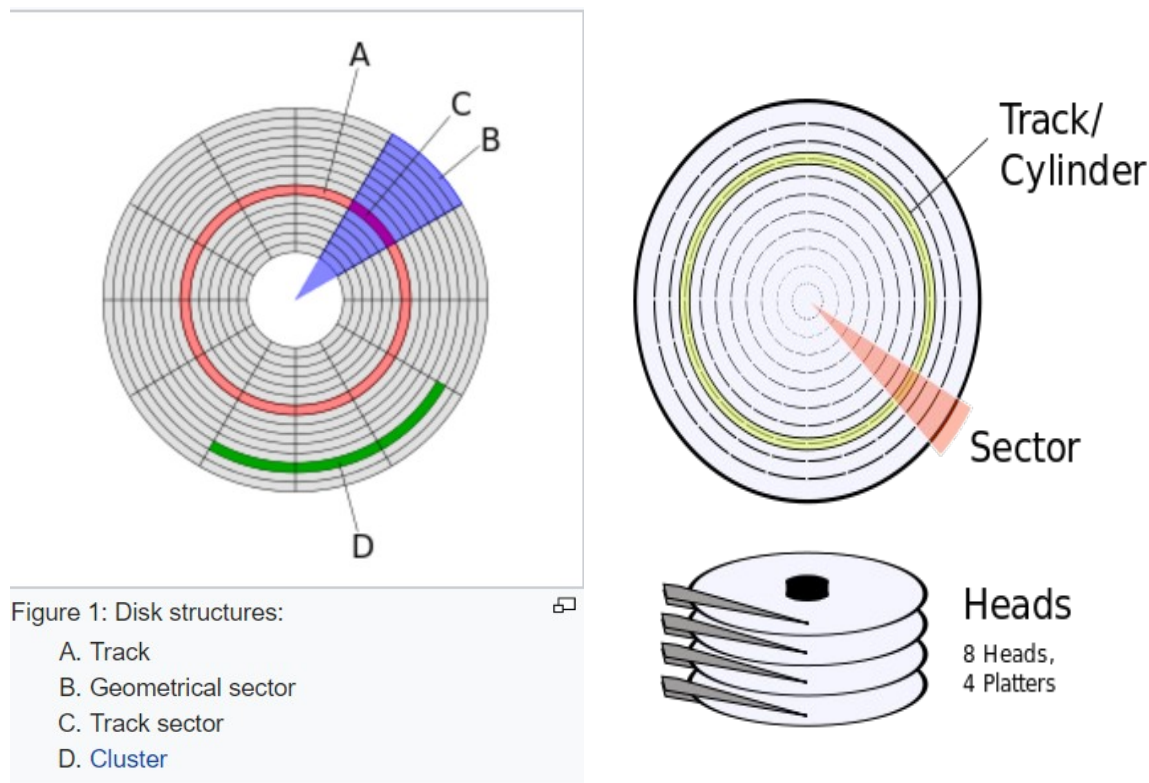 A
C
B
D
Figure 1: Disk structures:
A. Track
B. Geometrical sector
C. Track sector
D. Cluster
Track/
Cylinder
Sector
Heads
8 Heads,
4 Platters